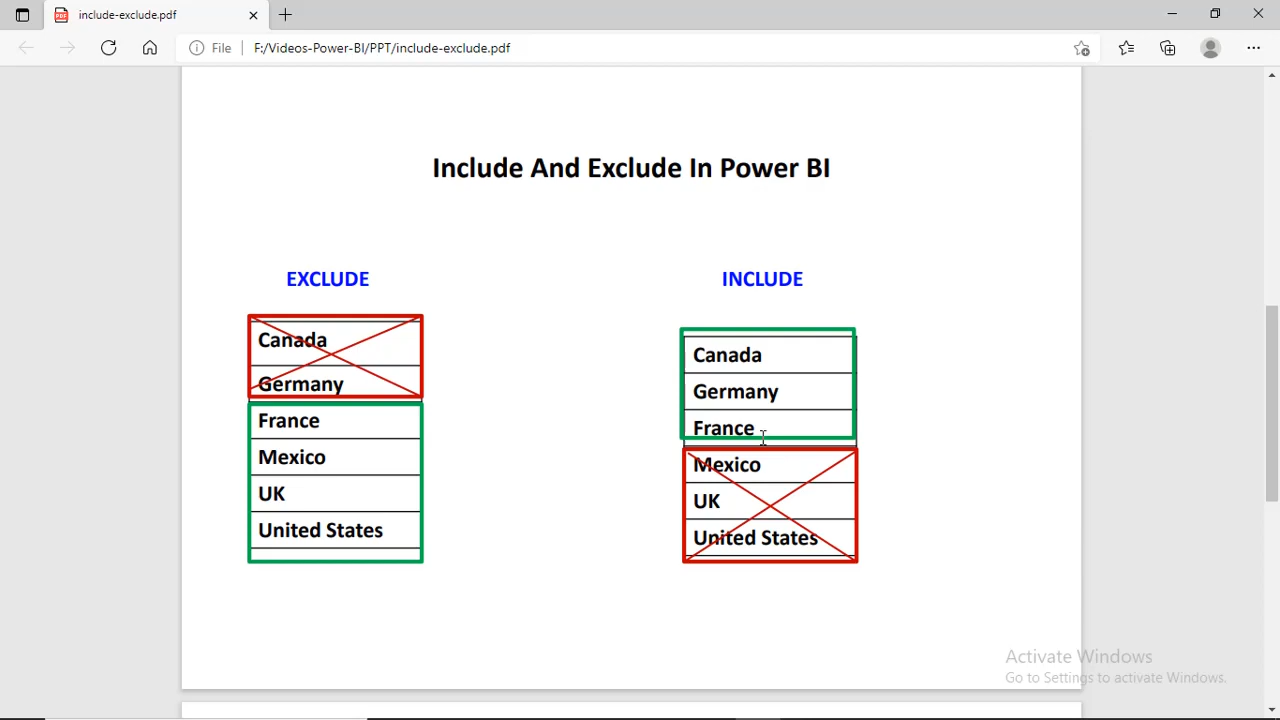 include-exclude.pdf
File
F:/Videos-Power-BI/PPT/include-exclude.pdf
Include And Exclude In Power BI
EXCLUDE
Canada
Germany
France
Mexico
UK
United States
INCLUDE
Canada
Germany
France
Mexico
UK
United States
Activate Windows
Go to Settings to activate Windows.